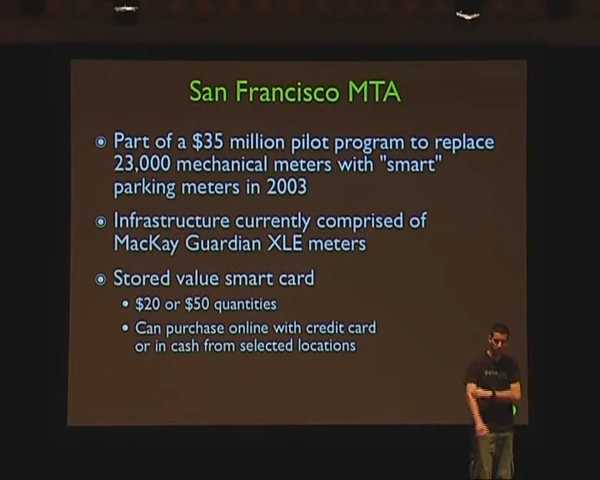 San Francisco MTA
Part of a $35 million pilot program to replace
23,000 mechanical meters with "smart"
parking meters in 2003
Infrastructure currently comprised of
MacKay Guardian XLE meters
Stored value smart card
$20 or $50 quantities
Can purchase online with credit card
or in cash from selected locations